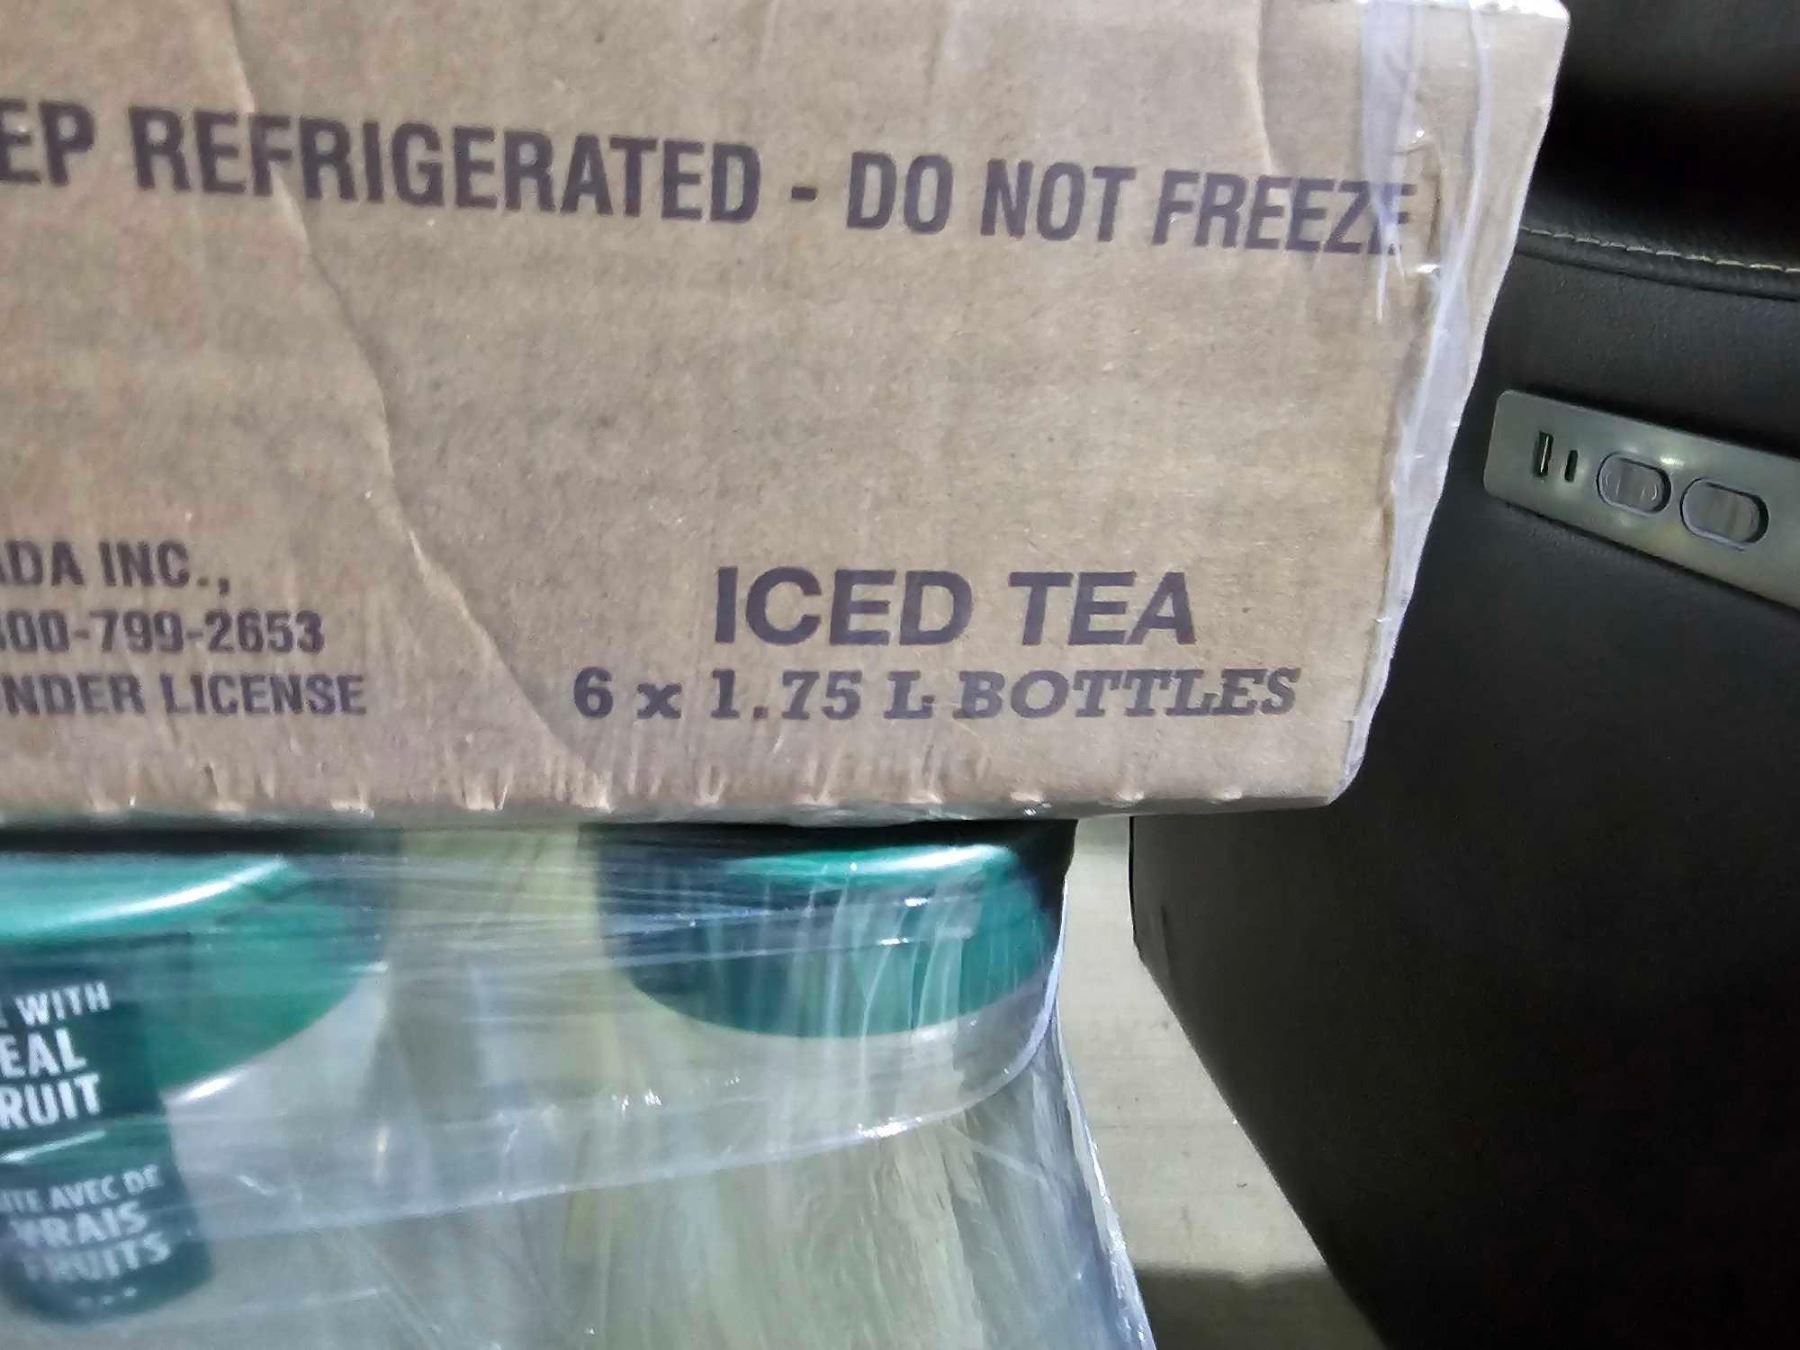 EP REFRIGERATED - DO NOT FREEZE
ADA INC.,
800-799-2653
NDER LICENSE
ICED TEA
6 x 1.75 L BOTTLES
WITH
EAL
RUIT
ITE AVEC DE
VRAIS
FRUITS